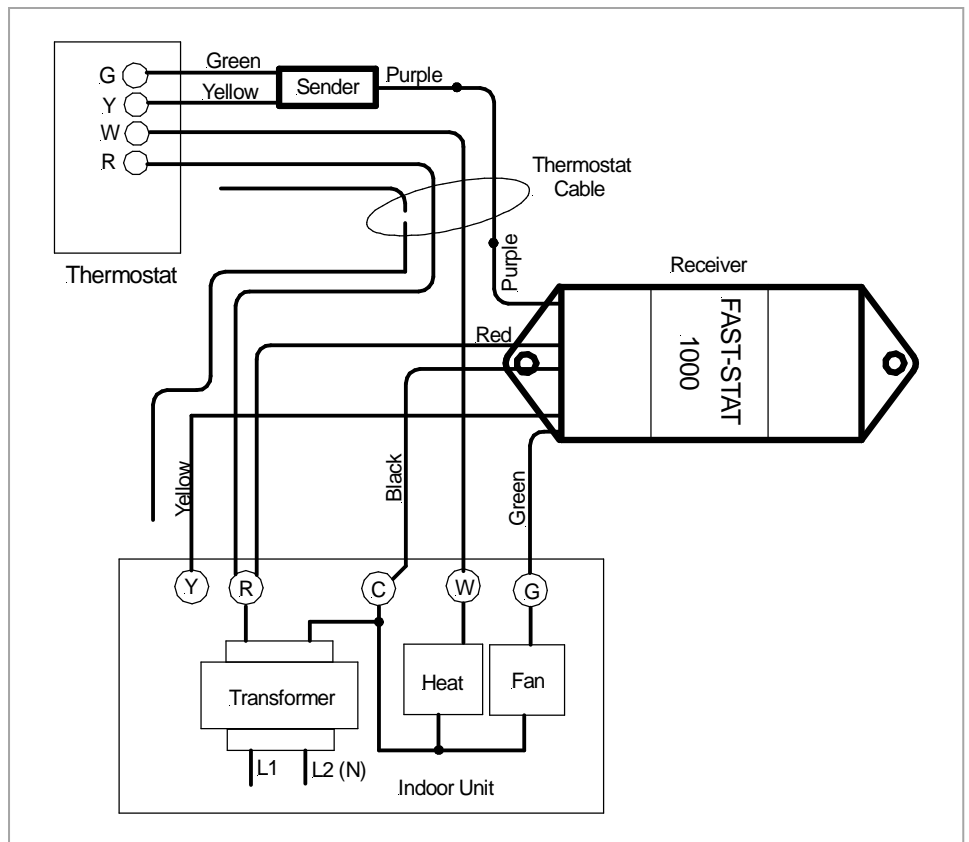 Green
G
Sender
Purple
Y
Yellow
W
R
Thermostat
Cable
Thermostat
Purple
Receiver
FAST-STAT
1000
Red
Yellow
Black
Green
Y
R
C
W
G
Transformer
Heat
Fan
L1
L2 (N)
Indoor Unit